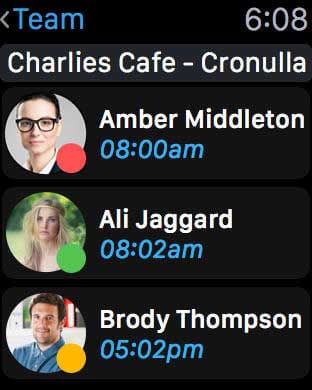 <Team 6:08
Charlies Cafe - Cronulla
Amber Middleton
08:00am
Ali Jaggard
08:02am
Brody Thompson
05:02pm